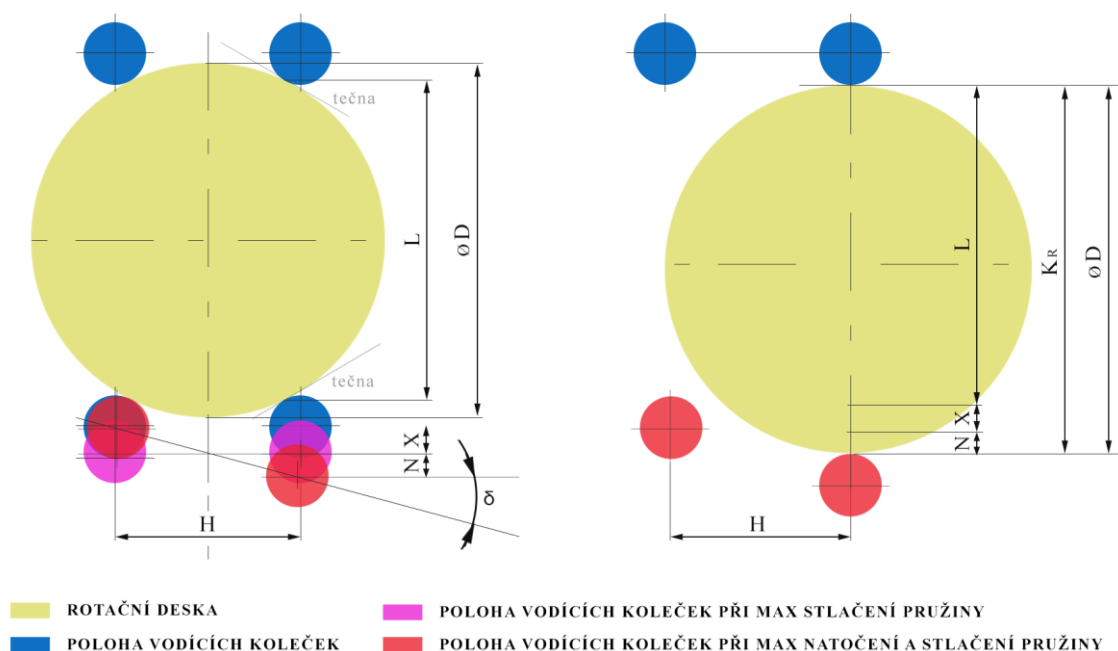 tečna
L
øD
tečna
X
N
δ
H
L
KR
øD
X
N
H
ROTAČNÍ DESKA
POLOHA VODÍCÍCH KOLEČEK
POLOHA VODÍCÍCH KOLEČEK PŘI MAX STLAČENÍ PRUŽINY
POLOHA VODÍCÍCH KOLEČEK PŘI MAX NATOČENÍ A STLAČENÍ PRUŽINY